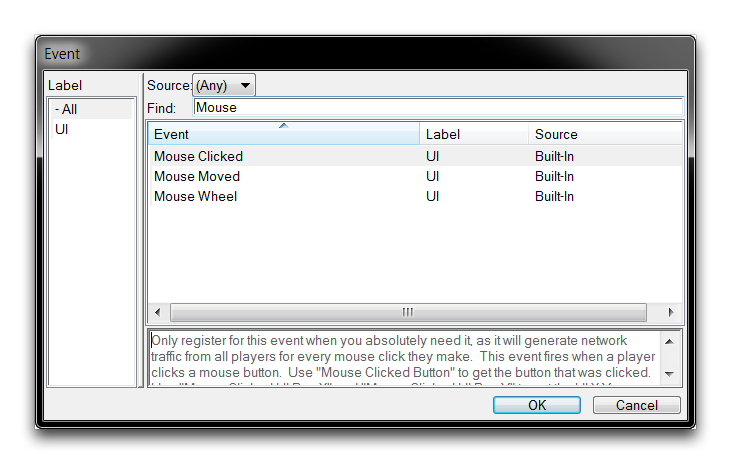 Event
Label
- All
UI
Source: (Any)
Find: Mouse
Event Label Source
Mouse Clicked UI Built-In
Mouse Moved UI Built-In
Mouse Wheel UI Built-In
Only register for this event when you absolutely need it, as it will generate network
traffic from all players for every mouse click they make.  This event fires when a player
clicks a mouse button.  Use "Mouse Clicked Button" to get the button that was clicked.
OK Cancel